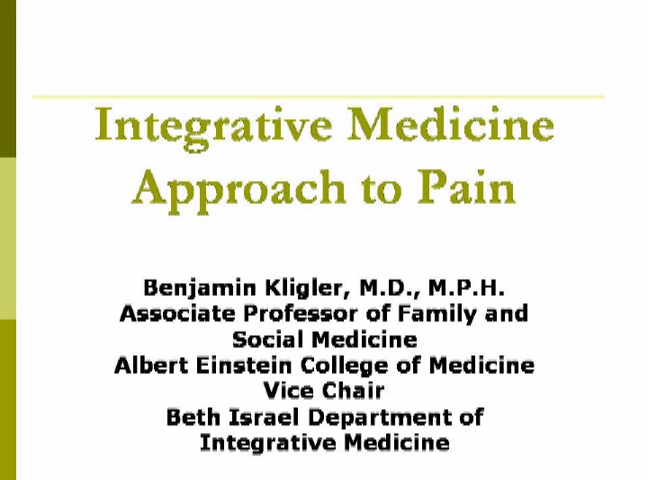 Integrative Medicine
Approach to Pain
Benjamin Kligler, M.D., M.P.H.
Associate Professor of Family and
Social Medicine
Albert Einstein College of Medicine
Vice Chair
Beth Israel Department of
Integrative Medicine